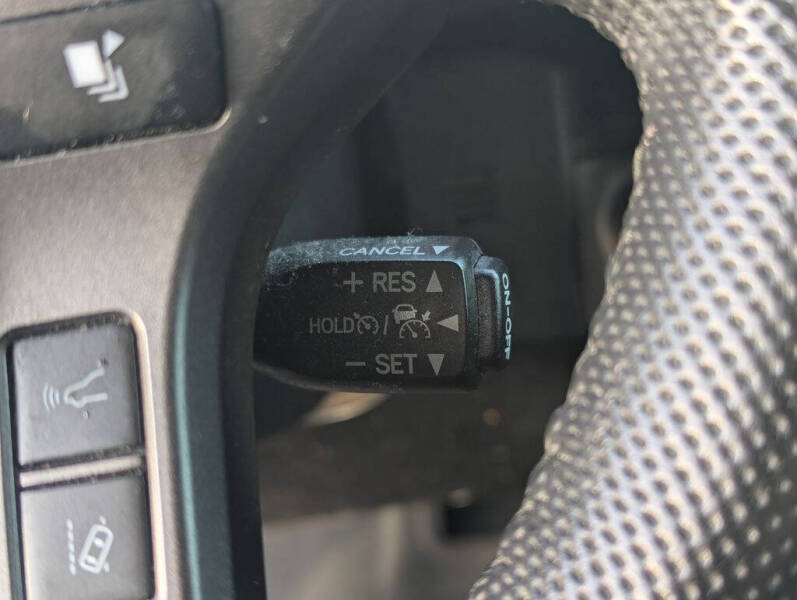 CANCEL ▼
+ RES ▲
HOLD / ◀
− SET ▼
ON-OFF